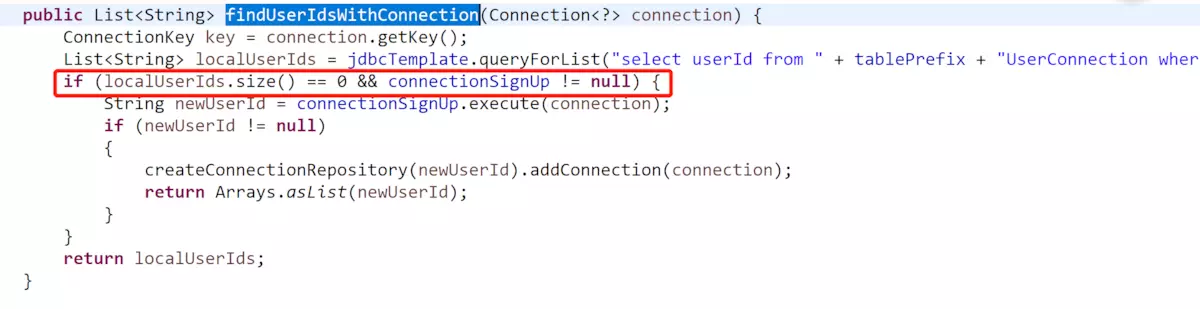 public List<String> findUserIdsWithConnection(Connection<?> connection) {
ConnectionKey key = connection.getKey();
List<String> localUserIds = jdbcTemplate.queryForList("select userId from " + tablePrefix + "UserConnection wher
if (localUserIds.size() == 0 && connectionSignUp != null) {
String newUserId = connectionSignUp.execute(connection);
if (newUserId != null)
{
createConnectionRepository(newUserId).addConnection(connection);
return Arrays.asList(newUserId);
}
}
return localUserIds;
}